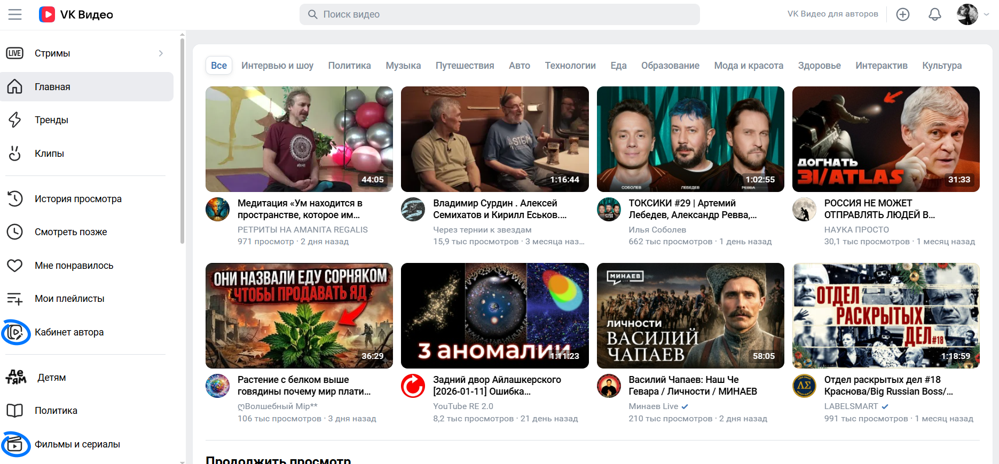 VK Видео
Поиск видео
VK Видео для авторов
LIVE
Стримы
Главная
Тренды
Клипы
История просмотра
Смотреть позже
Мне понравилось
Мои плейлисты
Кабинет автора
ДЕ
ТЯМ
Детям
Политика
Фильмы и сериалы
Все
Интервью и шоу
Политика
Музыка
Путешествия
Авто
Технологии
Еда
Образование
Мода и красота
Здоровье
Интерактив
Культура
44:05
Медитация «Ум находится в
пространстве, которое им...
РЕТРИТЫ НА AMANITA REGALIS
971 просмотр · 2 дня назад
STEM
1:16:44
Владимир Сурдин . Алексей
Семихатов и Кирилл Еськов....
Через тернии к звездам
15,9 тыс просмотров · 3 месяца наз...
СОБОЛЕВ
ЛЕБЕДЕВ
РЕВВА
1:02:55
ТОКСИКИ #29 | Артемий
Лебедев, Александр Ревва,...
Илья Соболев
662 тыс просмотров · 1 день назад
ДОГНАТЬ
3I/ATLAS
31:33
РОССИЯ НЕ МОЖЕТ
ОТПРАВЛЯТЬ ЛЮДЕЙ В...
НАУКА ПРОСТО
30,1 тыс просмотров · 1 месяц назад
ОНИ НАЗВАЛИ ЕДУ СОРНЯКОМ
ЧТОБЫ ПРОДАВАТЬ ЯД
36:29
Растение с белком выше
говядины почему мир плати...
ღВолшебный Мiр**
106 тыс просмотров · 3 дня назад
3 аномалии
1:11:23
Задний двор Айлашкерского
[2026-01-11] Ошибка...
YouTube RE 2.0
8,2 тыс просмотров · 21 день назад
МИНАЕВ
ЛИЧНОСТИ
ВАСИЛИЙ
ЧАПАЕВ
58:05
Василий Чапаев: Наш Че
Гевара / Личности / МИНАЕВ
Минаев Live
210 тыс просмотров · 2 дня назад
ОТДЕЛ
РАСКРЫТЫХ
ДЕЛ #18
1:18:59
Отдел раскрытых дел #18
Краснова/Big Russian Boss/...
LABELSMART
991 тыс просмотров · 1 месяц назад
Продолжить просмотр